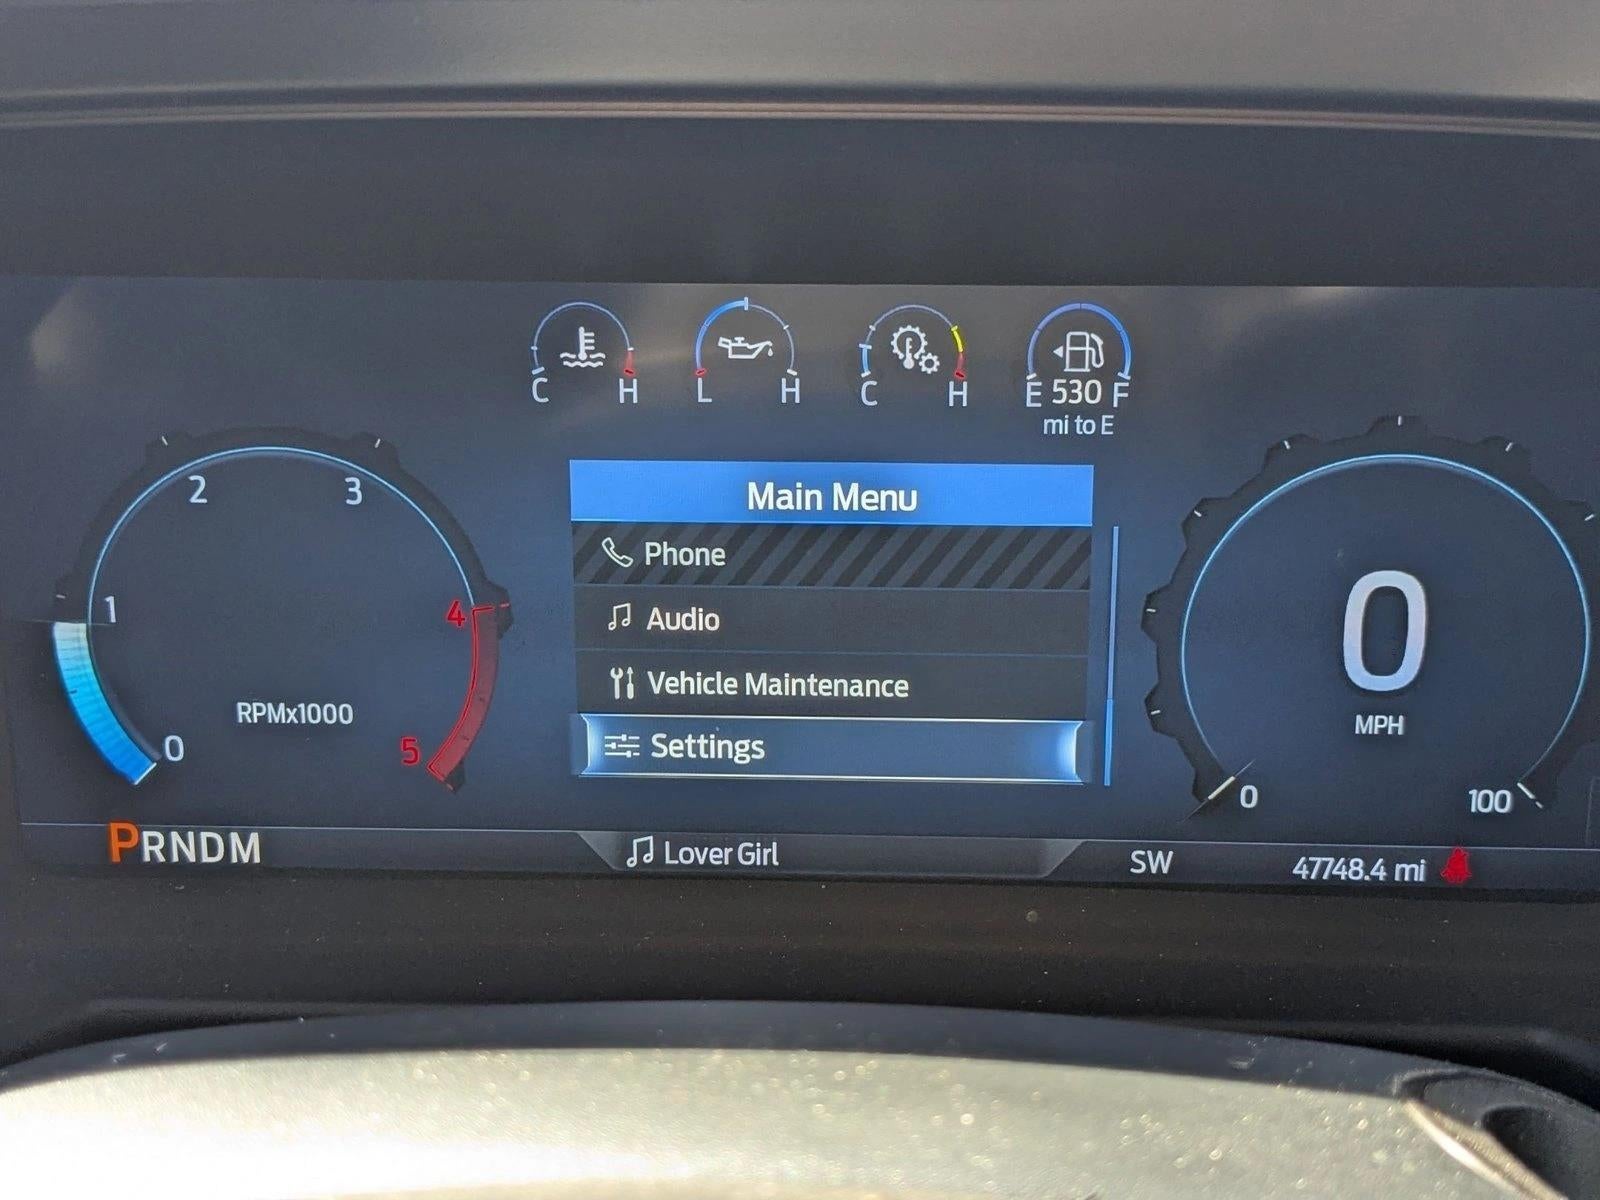 C H
L H
C H
E 530 F
mi to E
Main Menu
Phone
Audio
Vehicle Maintenance
Settings
2 3
1 4
0 5
RPMx1000
0
MPH
0 100
PRNDM
Lover Girl
SW
47748.4 mi